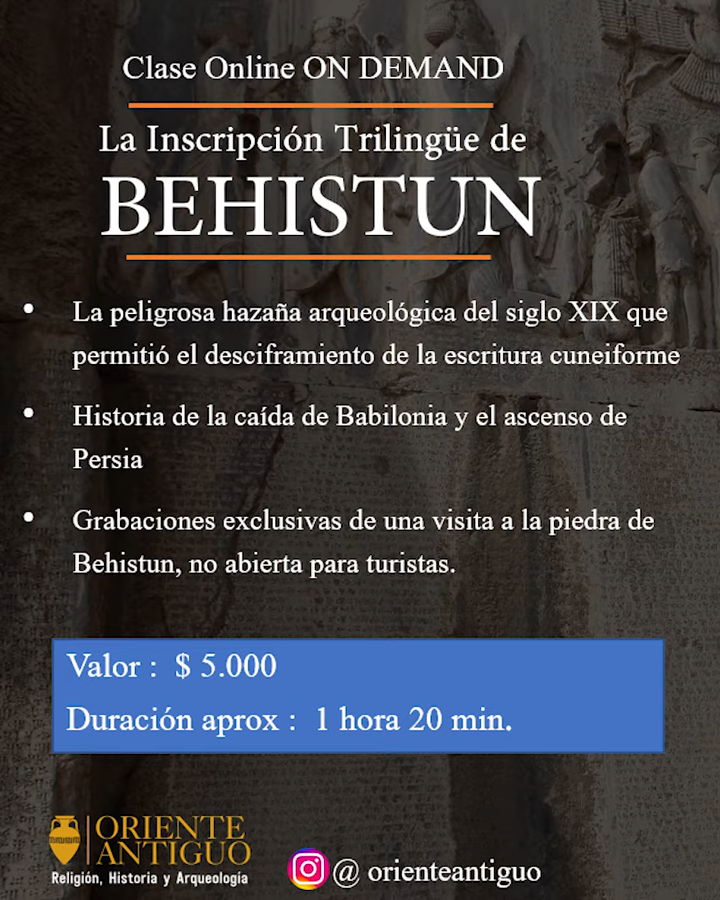 Clase Online ON DEMAND
La Inscripción Trilingüe de
BEHISTUN
• La peligrosa hazaña arqueológica del siglo XIX que
permitió el desciframiento de la escritura cuneiforme
• Historia de la caída de Babilonia y el ascenso de
Persia
• Grabaciones exclusivas de una visita a la piedra de
Behistun, no abierta para turistas.
Valor : $ 5.000
Duración aprox : 1 hora 20 min.
ORIENTE
ANTIGUO
Religión, Historia y Arqueología
@ orienteantiguo